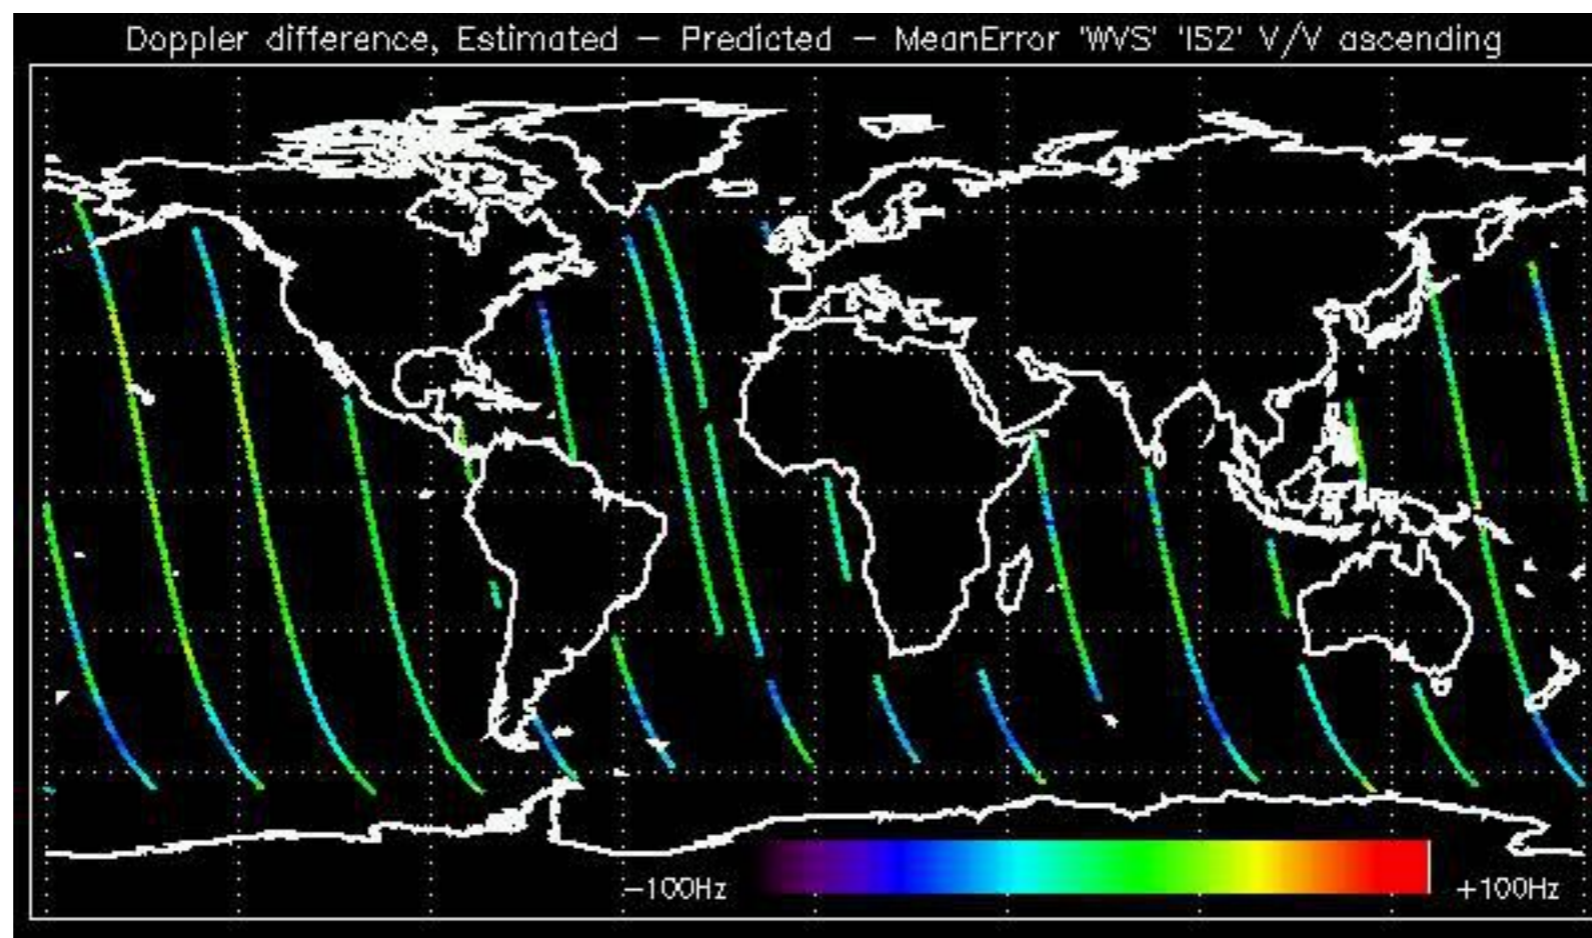 Doppler difference, Estimated – Predicted – MeanError 'WVS' 'IS2' V/V ascending
–100Hz
+100Hz